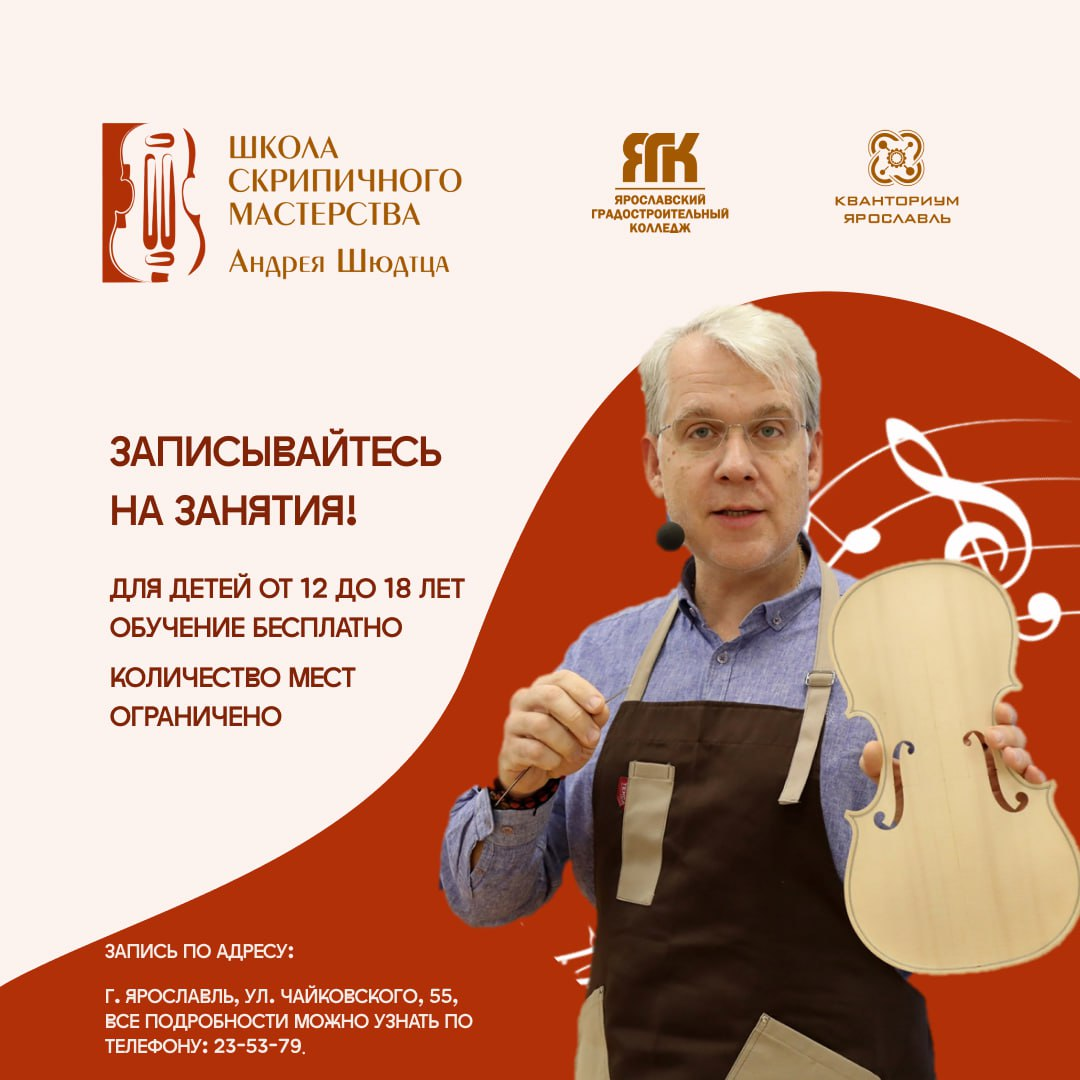 ШКОЛА
СКРИПИЧНОГО
МАСТЕРСТВА
Андрея Шюдтца
ЯГК
ЯРОСЛАВСКИЙ
ГРАДОСТРОИТЕЛЬНЫЙ
КОЛЛЕДЖ
КВАНТОРИУМ
ЯРОСЛАВЛЬ
ЗАПИСЫВАЙТЕСЬ
НА ЗАНЯТИЯ!
ДЛЯ ДЕТЕЙ ОТ 12 ДО 18 ЛЕТ
ОБУЧЕНИЕ БЕСПЛАТНО
КОЛИЧЕСТВО МЕСТ
ОГРАНИЧЕНО
ЗАПИСЬ ПО АДРЕСУ:
Г. ЯРОСЛАВЛЬ, УЛ. ЧАЙКОВСКОГО, 55,
ВСЕ ПОДРОБНОСТИ МОЖНО УЗНАТЬ ПО
ТЕЛЕФОНУ: 23-53-79.